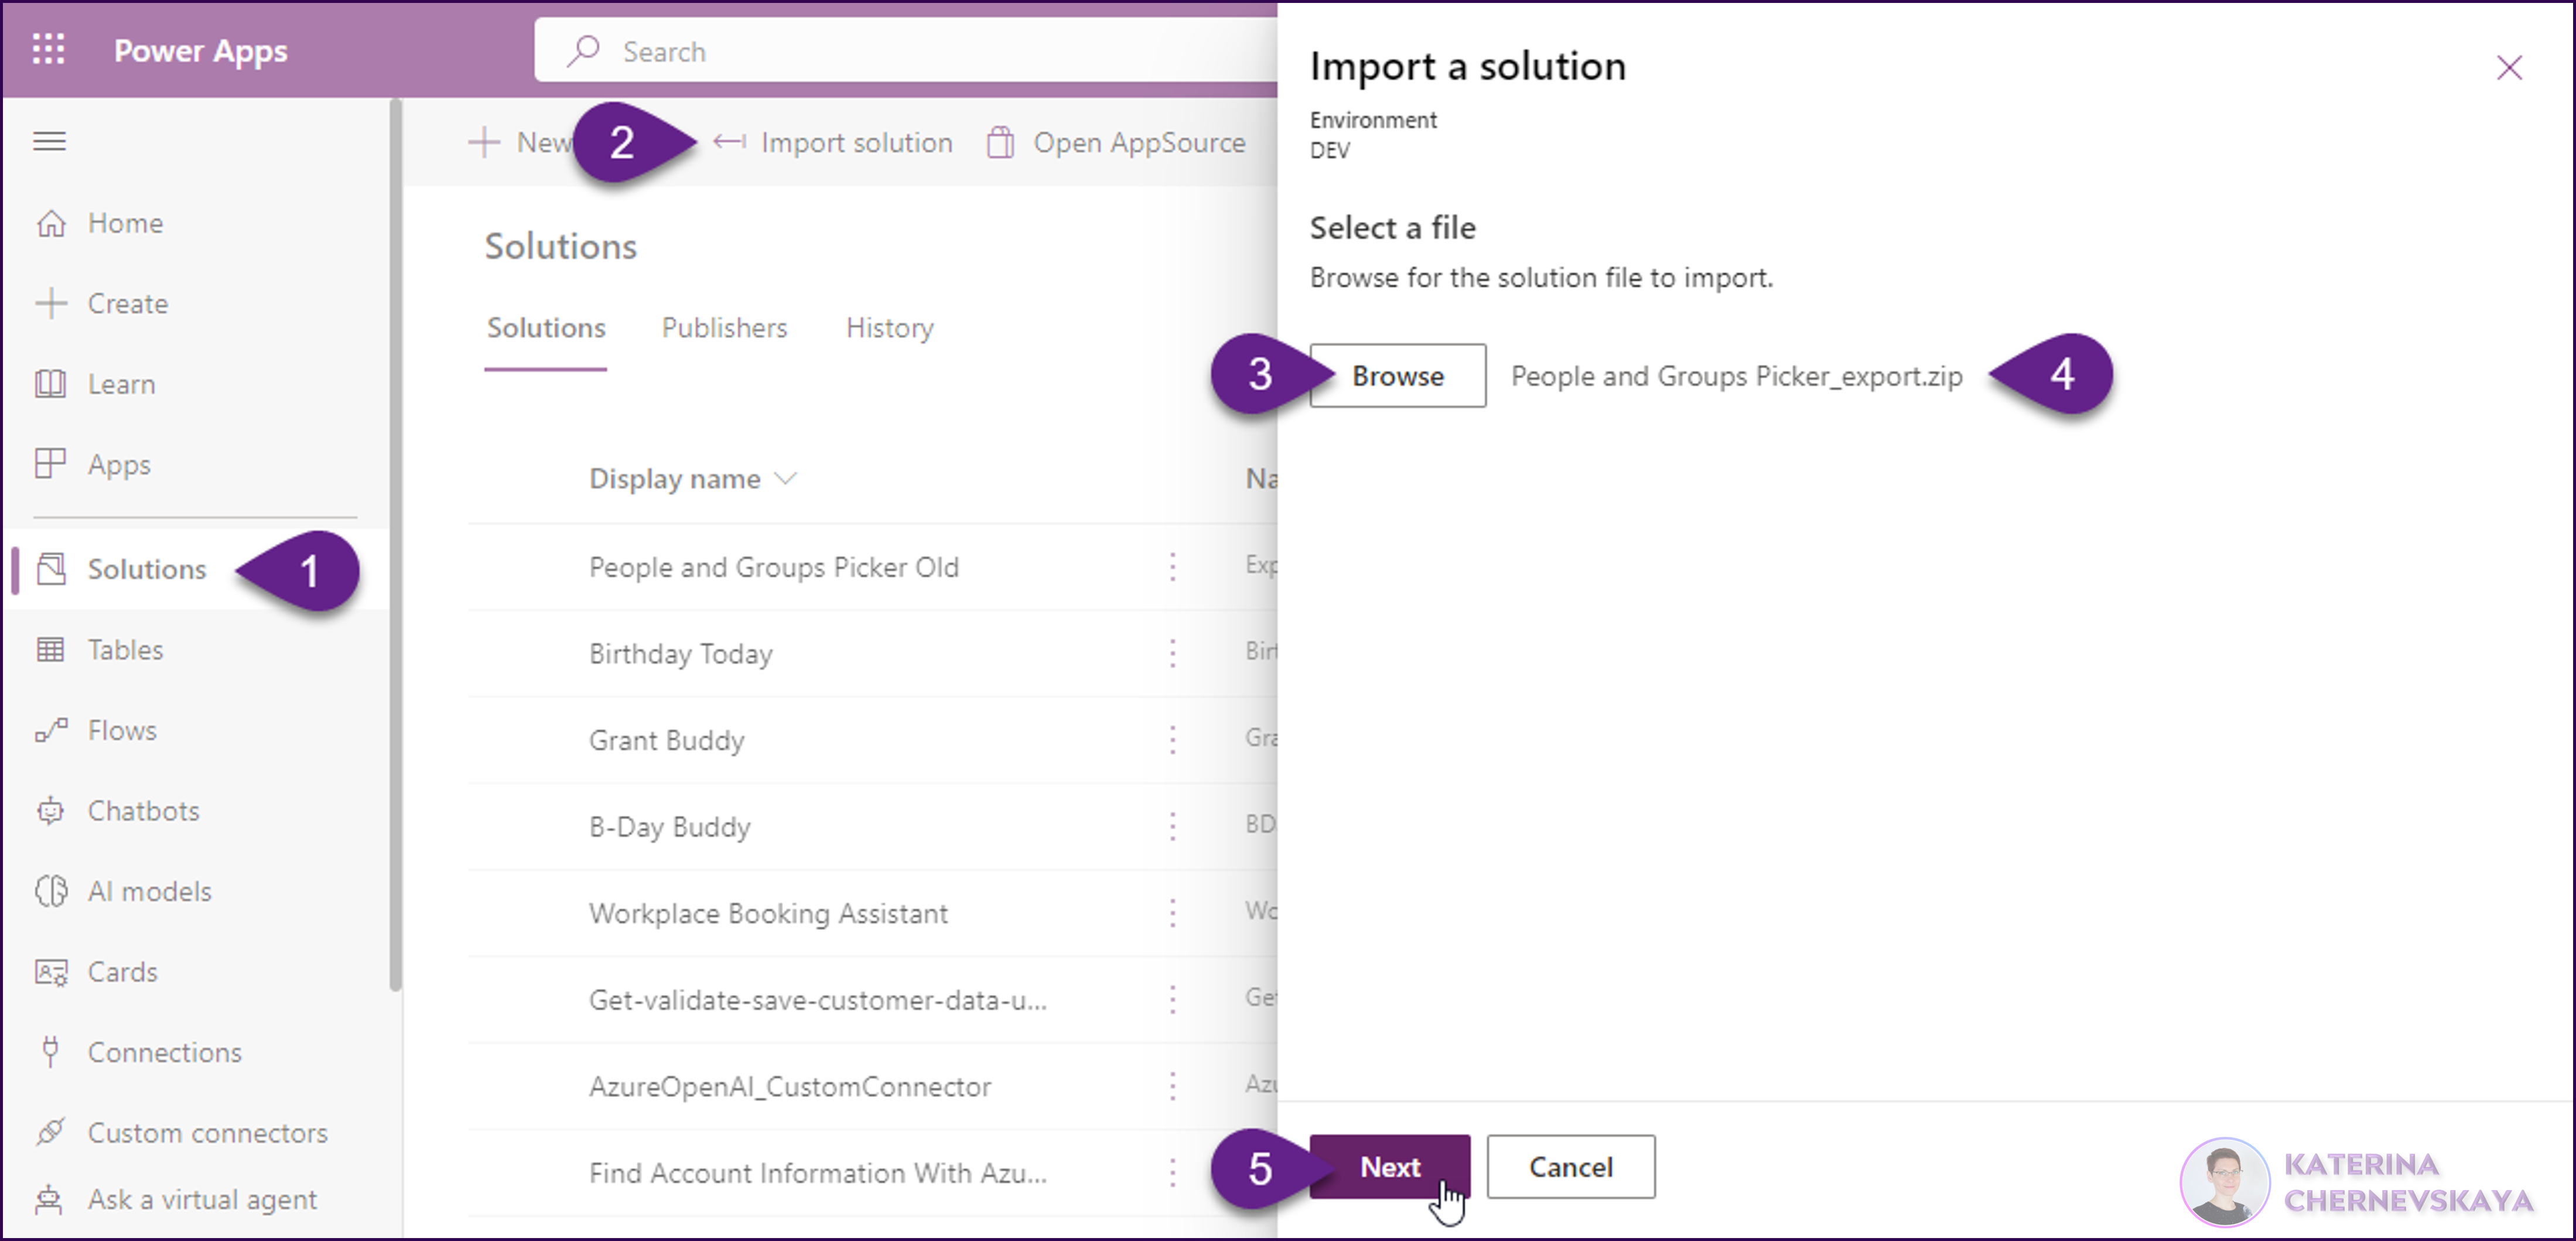 Power Apps
Search
Home
Create
Learn
Apps
Solutions
1
Tables
Flows
Chatbots
AI models
Cards
Connections
Custom connectors
Ask a virtual agent
New
2
Import solution
Open AppSource
Solutions
Solutions Publishers History
Display name Na
People and Groups Picker Old Exp
Birthday Today Birt
Grant Buddy Gra
B-Day Buddy BD
Workplace Booking Assistant Wo
Get-validate-save-customer-data-u... Get
AzureOpenAI_CustomConnector Azu
Find Account Information With Azu...
Import a solution
Environment
DEV
Select a file
Browse for the solution file to import.
3 Browse People and Groups Picker_export.zip 4
5 Next Cancel
KATERINA
CHERNEVSKAYA